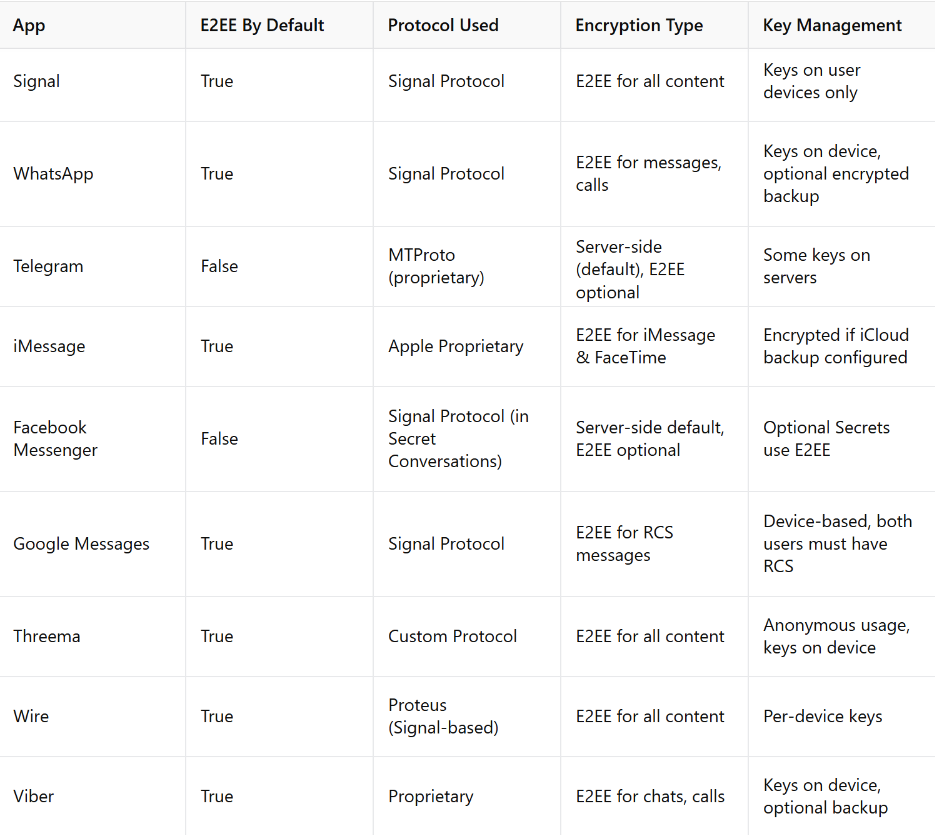 App E2EE By Default Protocol Used Encryption Type Key Management
Signal True Signal Protocol E2EE for all content Keys on user
devices only
WhatsApp True Signal Protocol E2EE for messages,
calls Keys on device,
optional encrypted
backup
Telegram False MTProto
(proprietary) Server-side
(default), E2EE
optional Some keys on
servers
iMessage True Apple Proprietary E2EE for iMessage
& FaceTime Encrypted if iCloud
backup configured
Facebook
Messenger False Signal Protocol (in
Secret
Conversations) Server-side default,
E2EE optional Optional Secrets
use E2EE
Google Messages True Signal Protocol E2EE for RCS
messages Device-based, both
users must have
RCS
Threema True Custom Protocol E2EE for all content Anonymous usage,
keys on device
Wire True Proteus
(Signal-based) E2EE for all content Per-device keys
Viber True Proprietary E2EE for chats, calls Keys on device,
optional backup